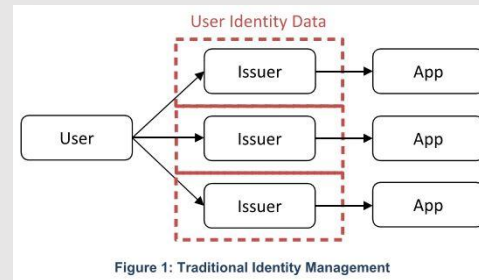 User Identity Data
Issuer
App
User
Issuer
App
Issuer
App
Figure 1: Traditional Identity Management